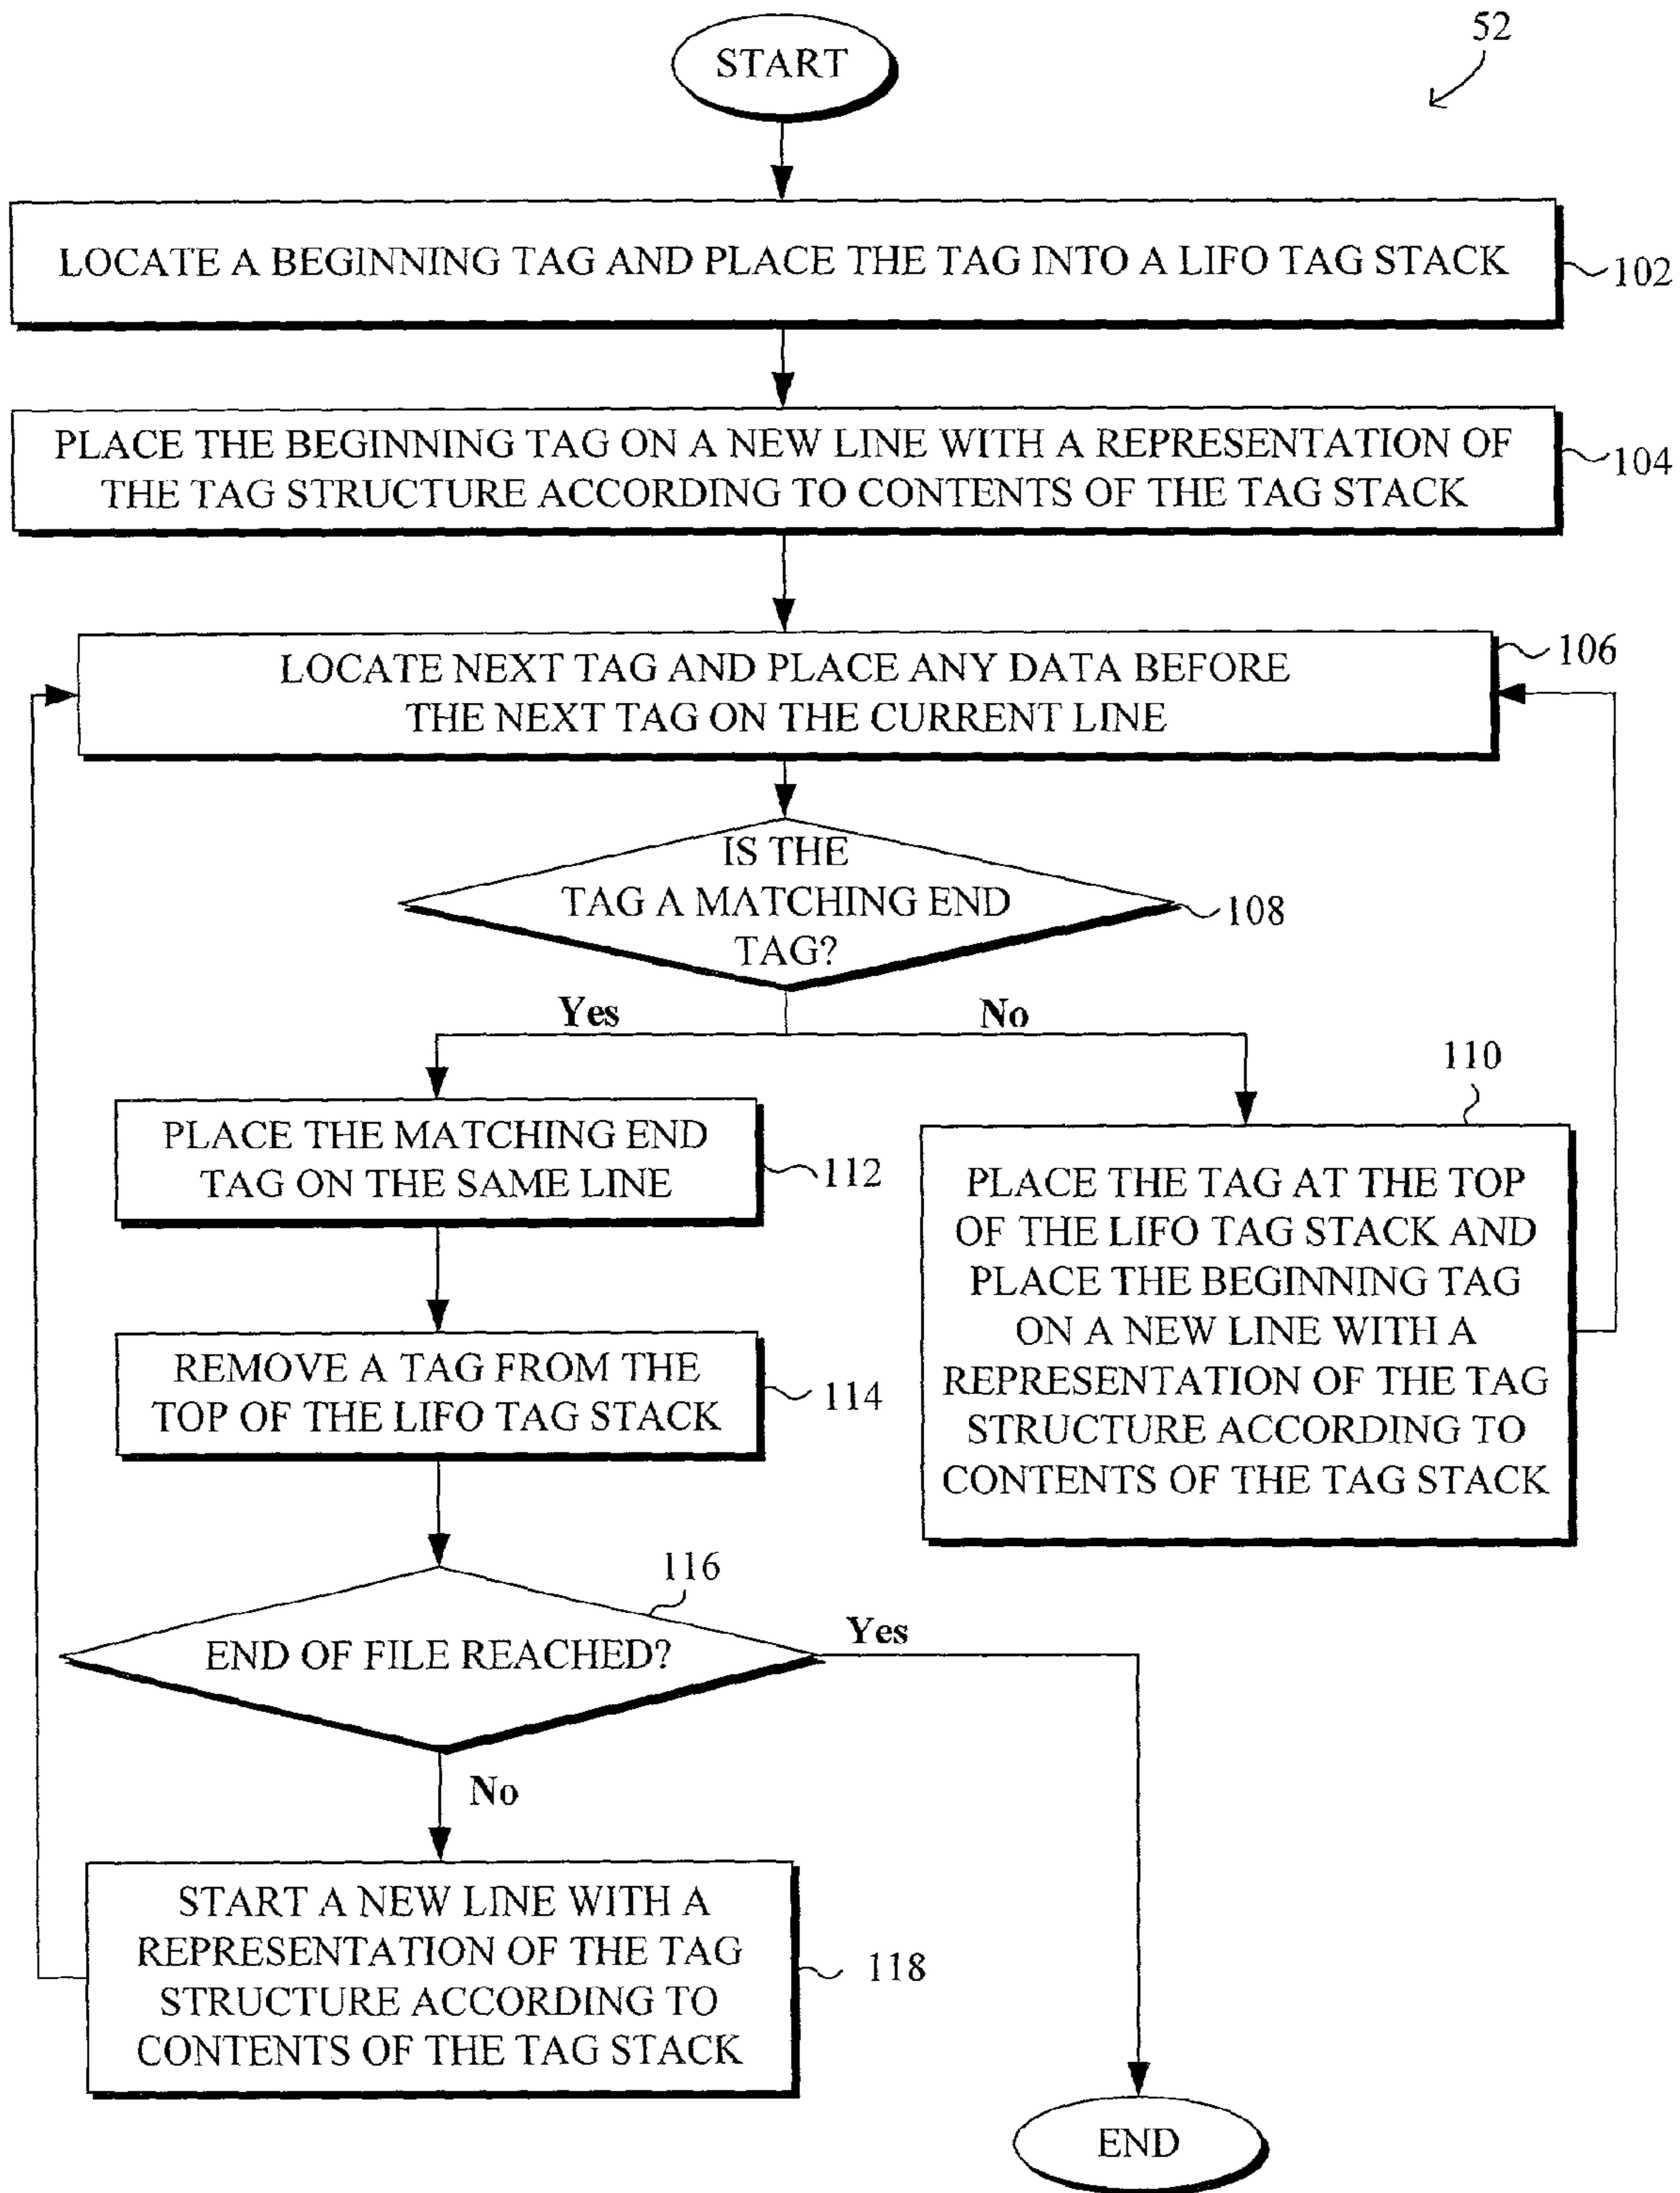 52
START
LOCATE A BEGINNING TAG AND PLACE THE TAG INTO A LIFO TAG STACK
102
PLACE THE BEGINNING TAG ON A NEW LINE WITH A REPRESENTATION OF
THE TAG STRUCTURE ACCORDING TO CONTENTS OF THE TAG STACK
104
LOCATE NEXT TAG AND PLACE ANY DATA BEFORE
THE NEXT TAG ON THE CURRENT LINE
106
IS THE
TAG A MATCHING END
TAG?
108
Yes
No
110
PLACE THE MATCHING END
TAG ON THE SAME LINE
112
PLACE THE TAG AT THE TOP
OF THE LIFO TAG STACK AND
PLACE THE BEGINNING TAG
ON A NEW LINE WITH A
REPRESENTATION OF THE TAG
STRUCTURE ACCORDING TO
CONTENTS OF THE TAG STACK
REMOVE A TAG FROM THE
TOP OF THE LIFO TAG STACK
114
116
END OF FILE REACHED?
Yes
No
START A NEW LINE WITH A
REPRESENTATION OF THE TAG
STRUCTURE ACCORDING TO
CONTENTS OF THE TAG STACK
118
END